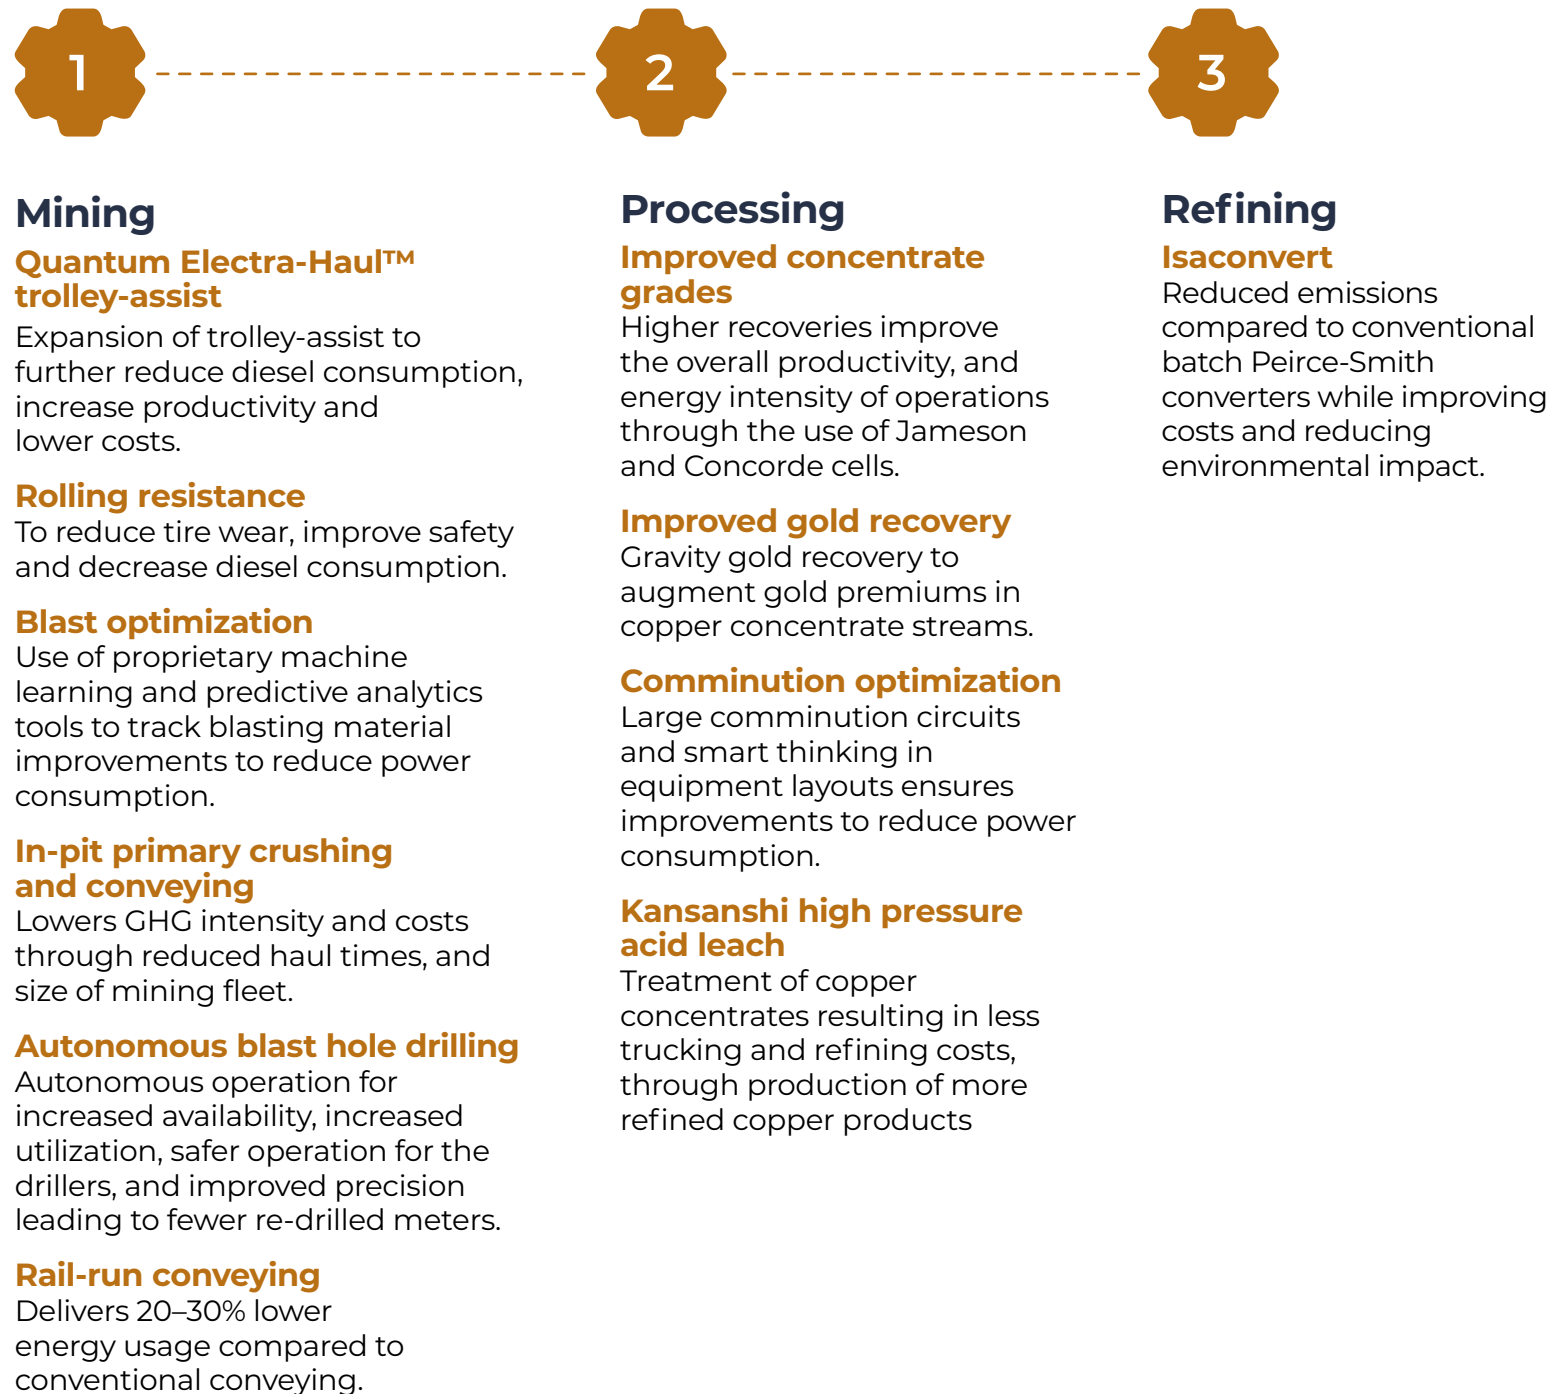 1
2
3
Mining
Quantum Electra-Haul™
trolley-assist
Expansion of trolley-assist to
further reduce diesel consumption,
increase productivity and
lower costs.
Rolling resistance
To reduce tire wear, improve safety
and decrease diesel consumption.
Blast optimization
Use of proprietary machine
learning and predictive analytics
tools to track blasting material
improvements to reduce power
consumption.
In-pit primary crushing
and conveying
Lowers GHG intensity and costs
through reduced haul times, and
size of mining fleet.
Autonomous blast hole drilling
Autonomous operation for
increased availability, increased
utilization, safer operation for the
drillers, and improved precision
leading to fewer re-drilled meters.
Rail-run conveying
Delivers 20–30% lower
energy usage compared to
conventional conveying.
Processing
Improved concentrate
grades
Higher recoveries improve
the overall productivity, and
energy intensity of operations
through the use of Jameson
and Concorde cells.
Improved gold recovery
Gravity gold recovery to
augment gold premiums in
copper concentrate streams.
Comminution optimization
Large comminution circuits
and smart thinking in
equipment layouts ensures
improvements to reduce power
consumption.
Kansanshi high pressure
acid leach
Treatment of copper
concentrates resulting in less
trucking and refining costs,
through production of more
refined copper products
Refining
Isaconvert
Reduced emissions
compared to conventional
batch Peirce-Smith
converters while improving
costs and reducing
environmental impact.